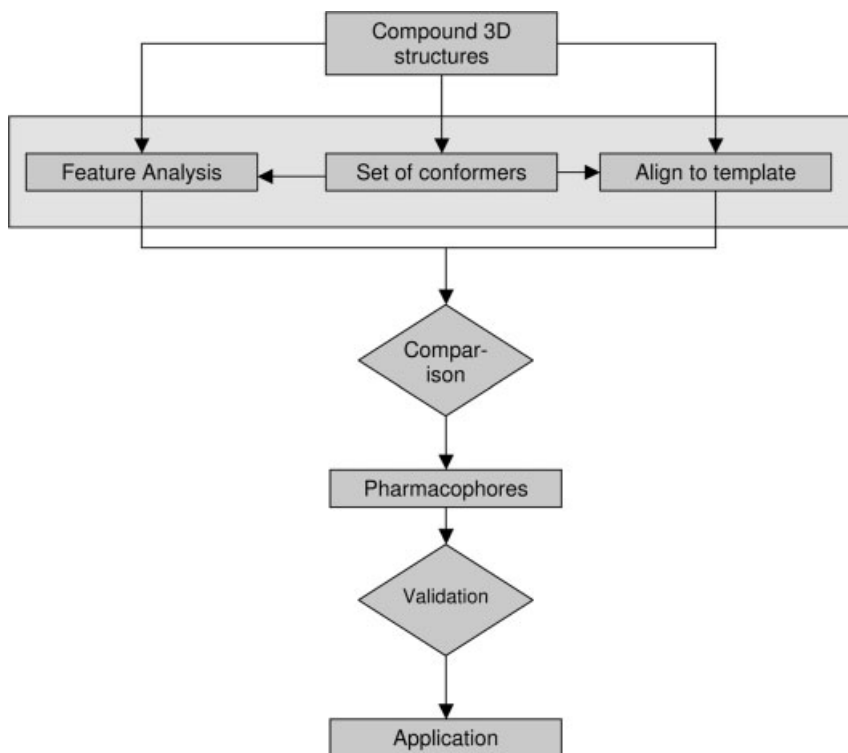 Compound 3D
structures
Feature Analysis
Set of conformers
Align to template
Compar-
ison
Pharmacophores
Validation
Application